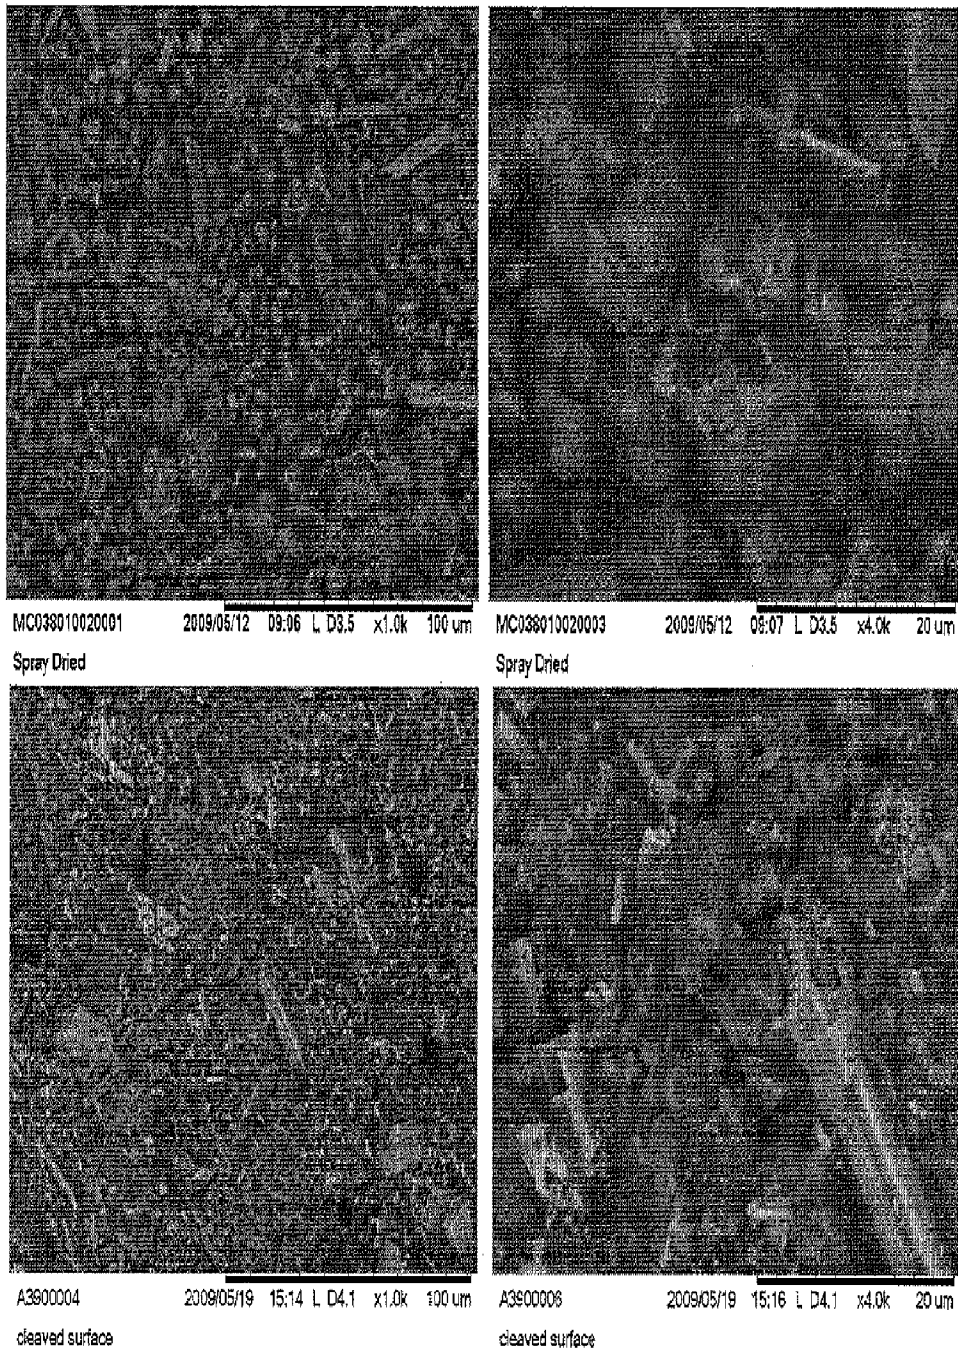 MC038010020001 2009/05/12 09:06 L D3.5 x1.0k 100 um
Spray Dried
MC038010020003 2009/05/12 09:07 L D3.5 x4.0k 20 um
Spray Dried
A3900004 2009/05/19 15:14 L D4.1 x1.0k 100 um
cleaved surface
A3900006 2009/05/19 15:16 L D4.1 x4.0k 20 um
cleaved surface